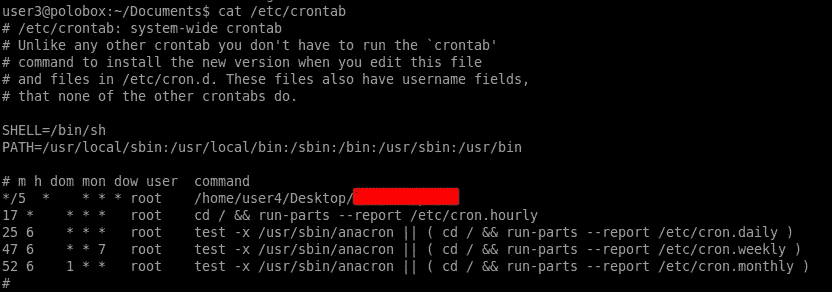 user3@polobox:~/Documents$ cat /etc/crontab
# /etc/crontab: system-wide crontab
# Unlike any other crontab you don't have to run the `crontab'
# command to install the new version when you edit this file
# and files in /etc/cron.d. These files also have username fields,
# that none of the other crontabs do.
SHELL=/bin/sh
PATH=/usr/local/sbin:/usr/local/bin:/sbin:/bin:/usr/sbin:/usr/bin
# m h dom mon dow user  command
*/5  *    * * * root    /home/user4/Desktop/
17 *    * * *   root    cd / && run-parts --report /etc/cron.hourly
25 6    * * *   root    test -x /usr/sbin/anacron || ( cd / && run-parts --report /etc/cron.daily )
47 6    * * 7   root    test -x /usr/sbin/anacron || ( cd / && run-parts --report /etc/cron.weekly )
52 6    1 * *   root    test -x /usr/sbin/anacron || ( cd / && run-parts --report /etc/cron.monthly )
#